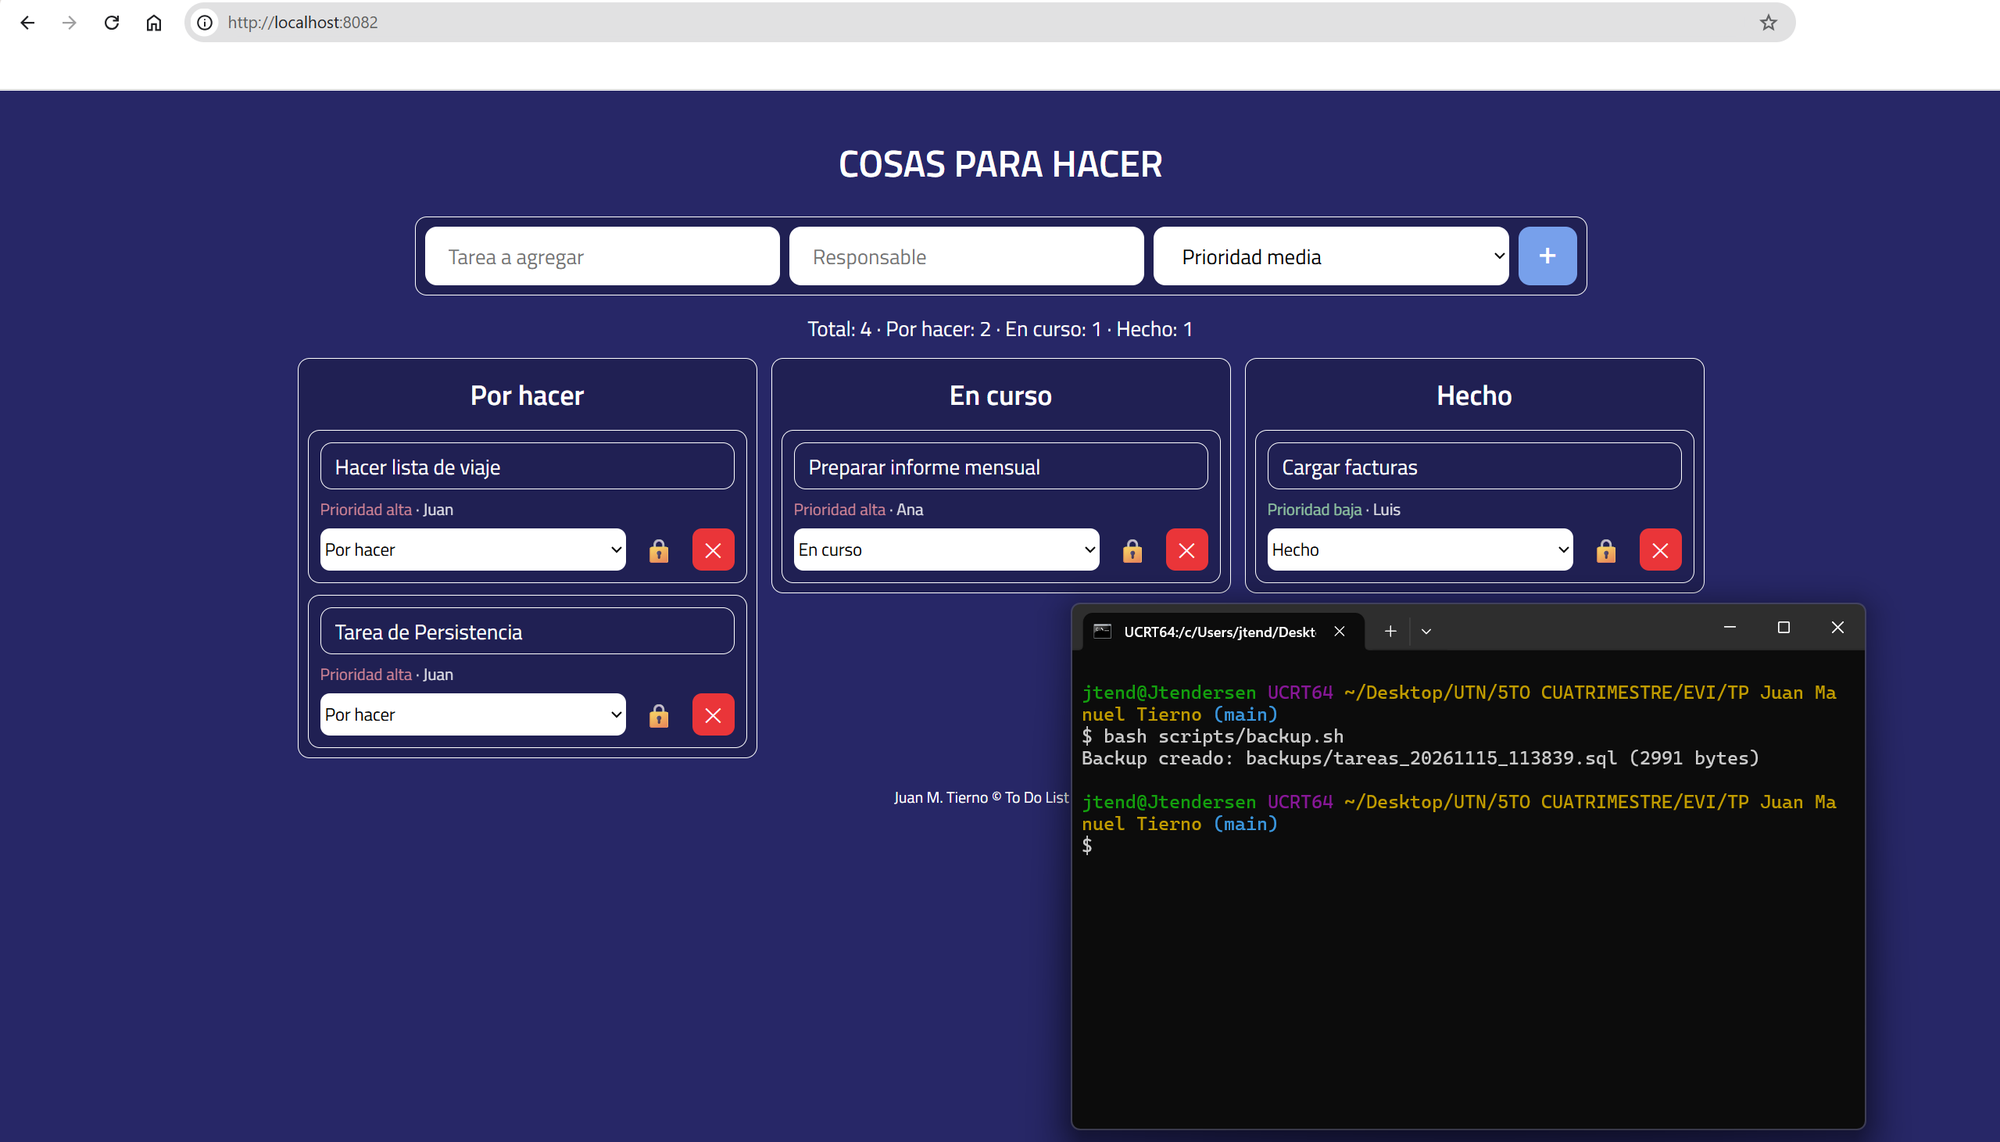 http://localhost:8082
COSAS PARA HACER
Tarea a agregar
Responsable
Prioridad media
+
Total: 4 · Por hacer: 2 · En curso: 1 · Hecho: 1
Por hacer
Hacer lista de viaje
Prioridad alta · Juan
Por hacer
Tarea de Persistencia
Prioridad alta · Juan
Por hacer
En curso
Preparar informe mensual
Prioridad alta · Ana
En curso
Hecho
Cargar facturas
Prioridad baja · Luis
Hecho
Juan M. Tierno © To Do List
UCRT64:/c/Users/jtend/Deskt
jtend@Jtendersen UCRT64 ~/Desktop/UTN/5TO CUATRIMESTRE/EVI/TP Juan Ma
nuel Tierno (main)
$ bash scripts/backup.sh
Backup creado: backups/tareas_20261115_113839.sql (2991 bytes)
jtend@Jtendersen UCRT64 ~/Desktop/UTN/5TO CUATRIMESTRE/EVI/TP Juan Ma
nuel Tierno (main)
$